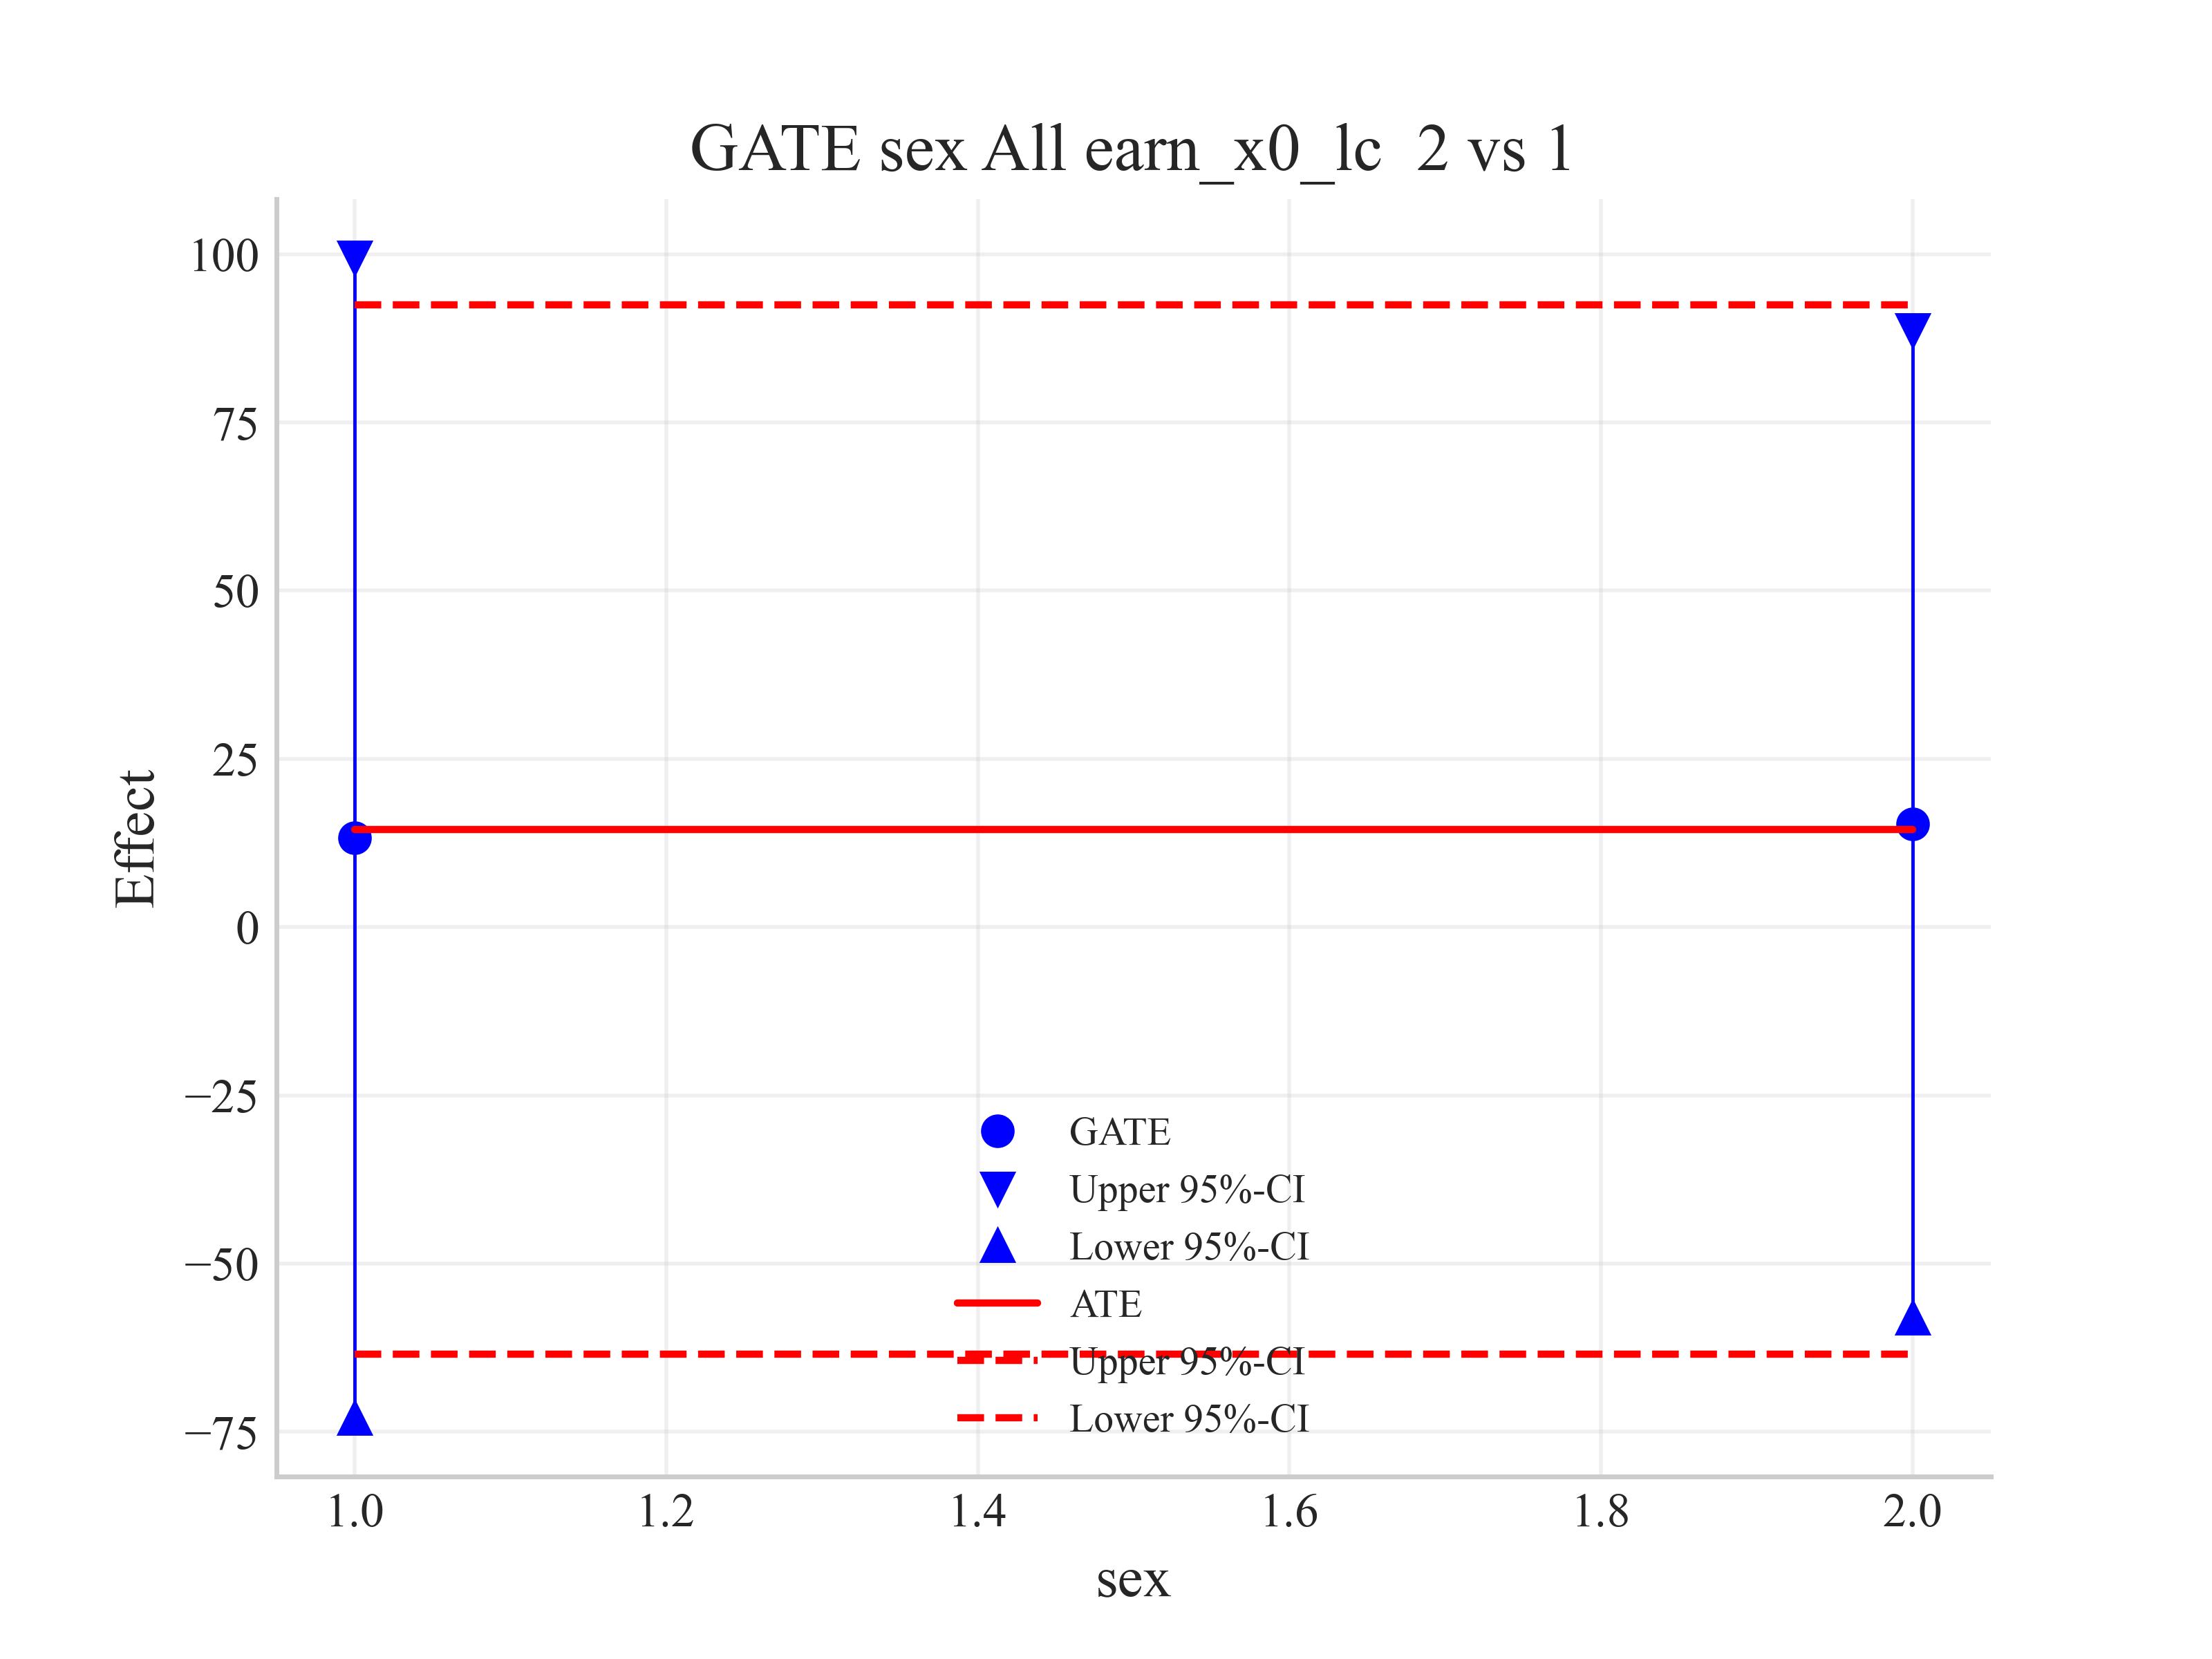 GATE sex All earn_x0_lc 2 vs 1
Effect
100
75
50
25
0
−25
−50
−75
GATE
Upper 95%-CI
Lower 95%-CI
ATE
Upper 95%-CI
Lower 95%-CI
1.0 1.2 1.4 1.6 1.8 2.0
sex